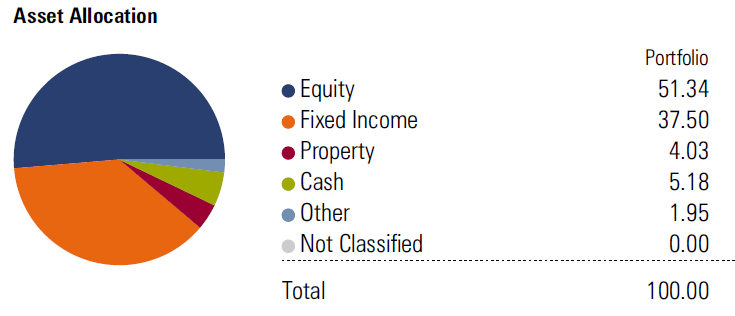 Asset Allocation
Portfolio
Equity 51.34
Fixed Income 37.50
Property 4.03
Cash 5.18
Other 1.95
Not Classified 0.00
Total 100.00